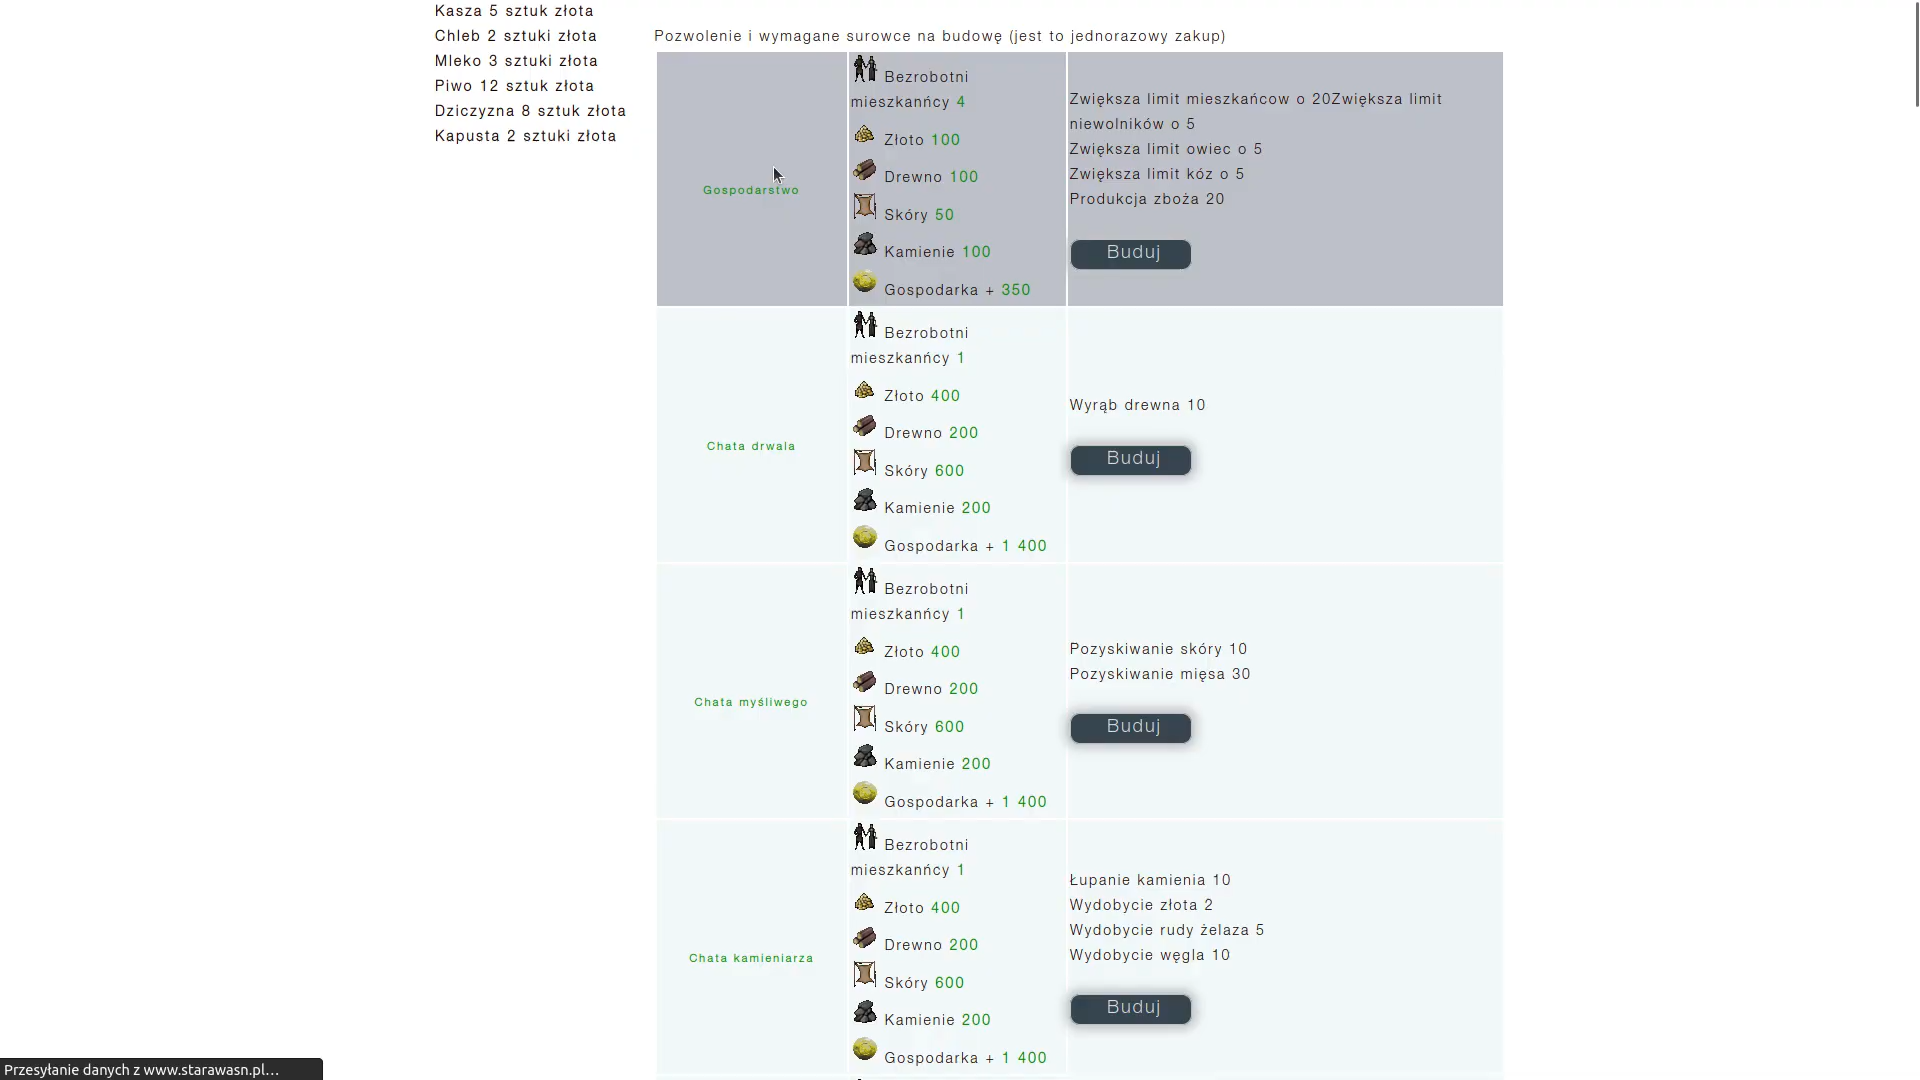 Kasza 5 sztuk złota
Chleb 2 sztuki złota
Mleko 3 sztuki złota
Piwo 12 sztuk złota
Dziczyzna 8 sztuk złota
Kapusta 2 sztuki złota
Pozwolenie i wymagane surowce na budowę (jest to jednorazowy zakup)
Gospodarstwo
Bezrobotni
mieszkanńcy 4
Złoto 100
Drewno 100
Skóry 50
Kamienie 100
Gospodarka + 350
Zwiększa limit mieszkańcow o 20Zwiększa limit
niewolników o 5
Zwiększa limit owiec o 5
Zwiększa limit kóz o 5
Produkcja zboża 20
Buduj
Chata drwala
Bezrobotni
mieszkanńcy 1
Złoto 400
Drewno 200
Skóry 600
Kamienie 200
Gospodarka + 1 400
Wyrąb drewna 10
Buduj
Chata myśliwego
Bezrobotni
mieszkanńcy 1
Złoto 400
Drewno 200
Skóry 600
Kamienie 200
Gospodarka + 1 400
Pozyskiwanie skóry 10
Pozyskiwanie mięsa 30
Buduj
Chata kamieniarza
Bezrobotni
mieszkanńcy 1
Złoto 400
Drewno 200
Skóry 600
Kamienie 200
Gospodarka + 1 400
Łupanie kamienia 10
Wydobycie złota 2
Wydobycie rudy żelaza 5
Wydobycie węgla 10
Buduj
Przesyłanie danych z www.starawasn.pl…